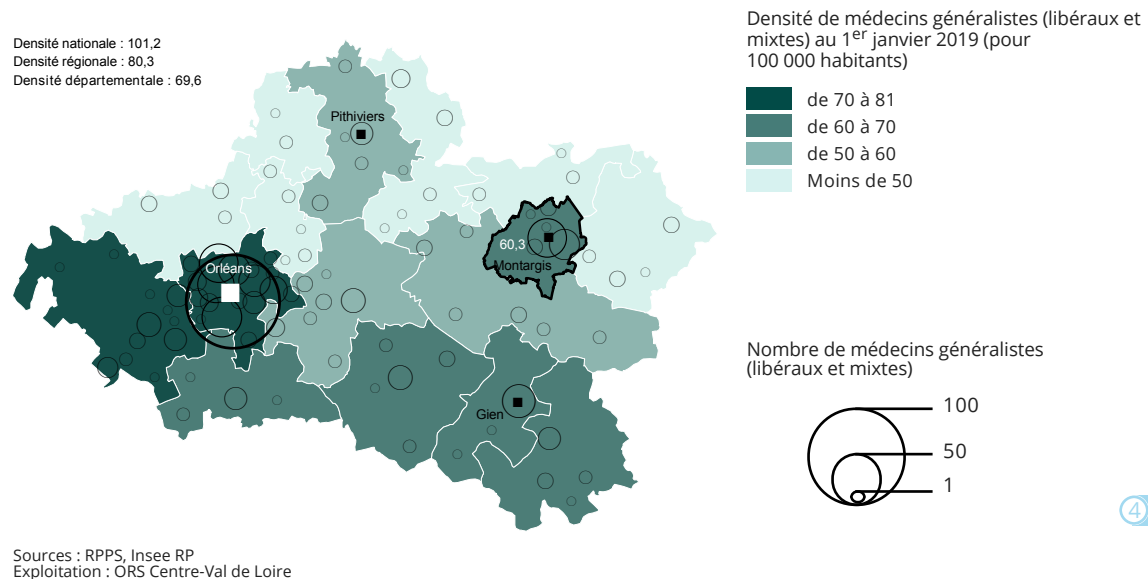 Densité nationale : 101,2
Densité régionale : 80,3
Densité départementale : 69,6
Pithiviers
60,3
Montargis
Orléans
Gien
Densité de médecins généralistes (libéraux et
mixtes) au 1er janvier 2019 (pour
100 000 habitants)
de 70 à 81
de 60 à 70
de 50 à 60
Moins de 50
Nombre de médecins généralistes
(libéraux et mixtes)
100
50
1
4
Sources : RPPS, Insee RP
Exploitation : ORS Centre-Val de Loire